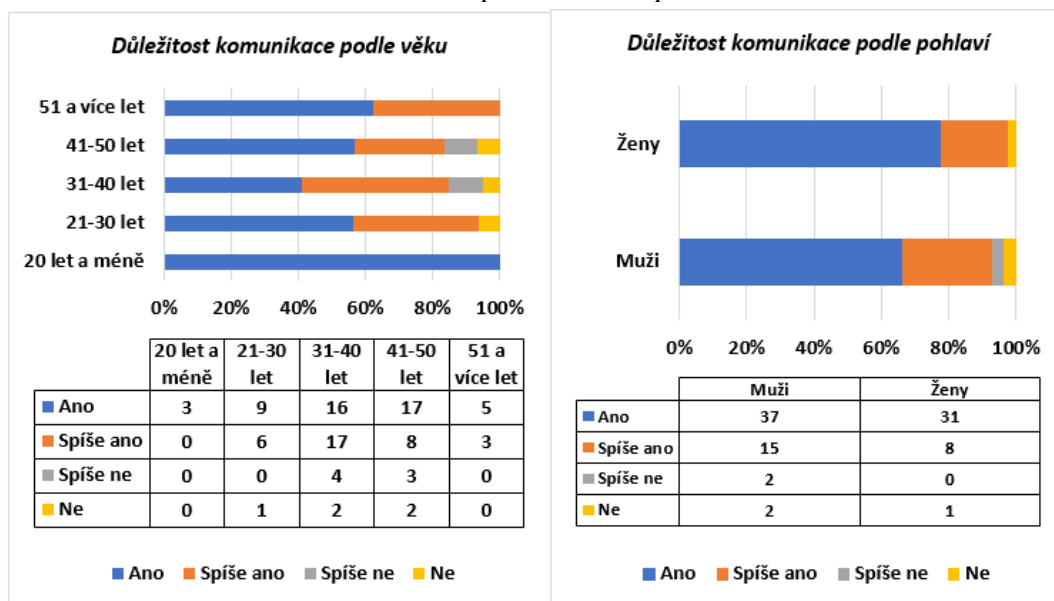 Důležitost komunikace podle věku
51 a více let
41-50 let
31-40 let
21-30 let
20 let a méně
0% 20% 40% 60% 80% 100%
20 let a méně 21-30 let 31-40 let 41-50 let 51 a více let
Ano 3 9 16 17 5
Spíše ano 0 6 17 8 3
Spíše ne 0 0 4 3 0
Ne 0 1 2 2 0
Ano Spíše ano Spíše ne Ne
Důležitost komunikace podle pohlaví
Ženy
Muži
0% 20% 40% 60% 80% 100%
Muži Ženy
Ano 37 31
Spíše ano 15 8
Spíše ne 2 0
Ne 2 1
Ano Spíše ano Spíše ne Ne